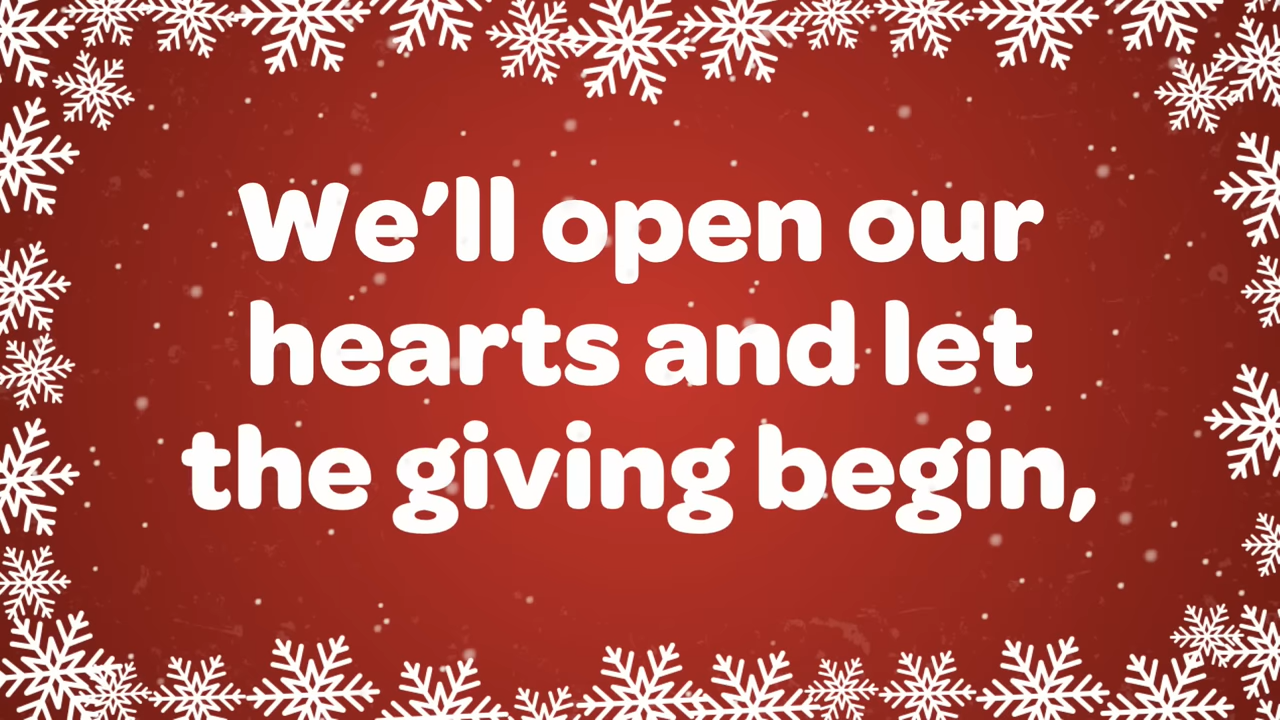 We’ll open our
hearts and let
the giving begin,